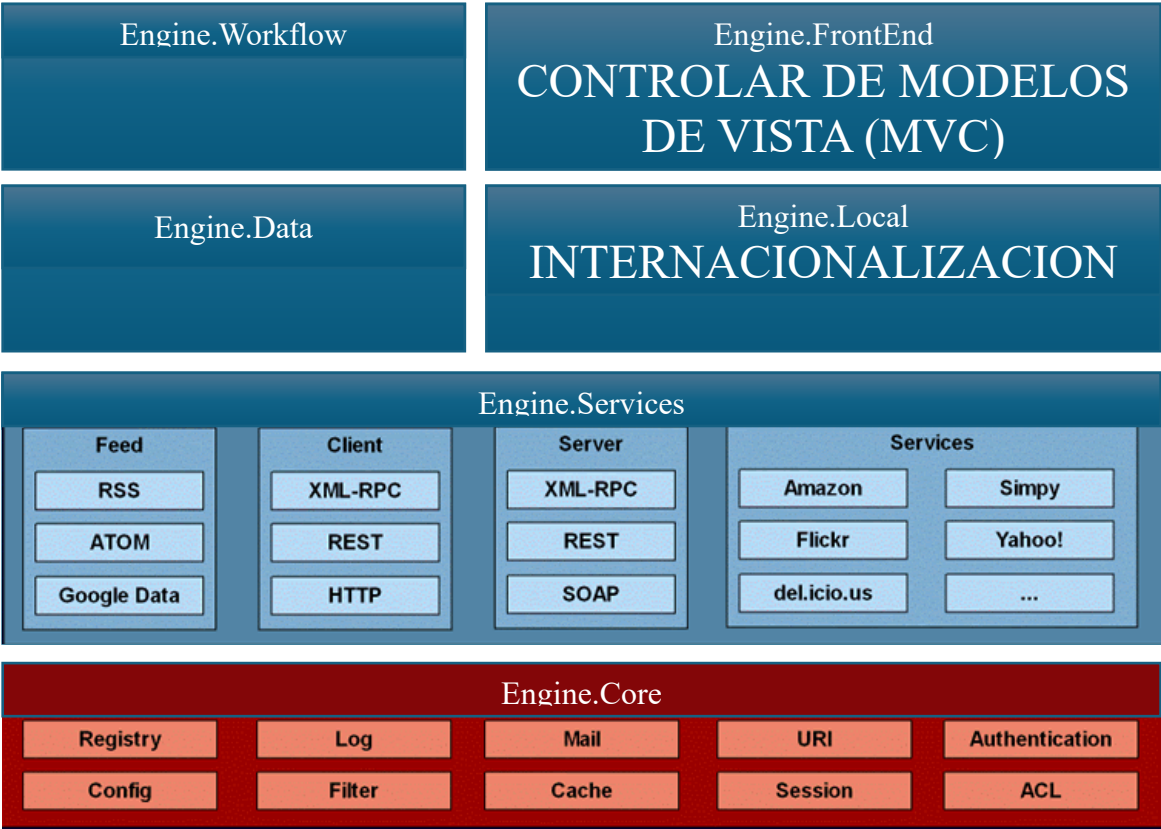 Engine.Workflow
Engine.FrontEnd
CONTROLAR DE MODELOS
DE VISTA (MVC)
Engine.Data
Engine.Local
INTERNACIONALIZACION
Engine.Services
Feed
RSS
ATOM
Google Data
Client
XML-RPC
REST
HTTP
Server
XML-RPC
REST
SOAP
Services
Amazon
Simpy
Flickr
Yahoo!
del.icio.us
...
Engine.Core
Registry
Log
Mail
URI
Authentication
Config
Filter
Cache
Session
ACL